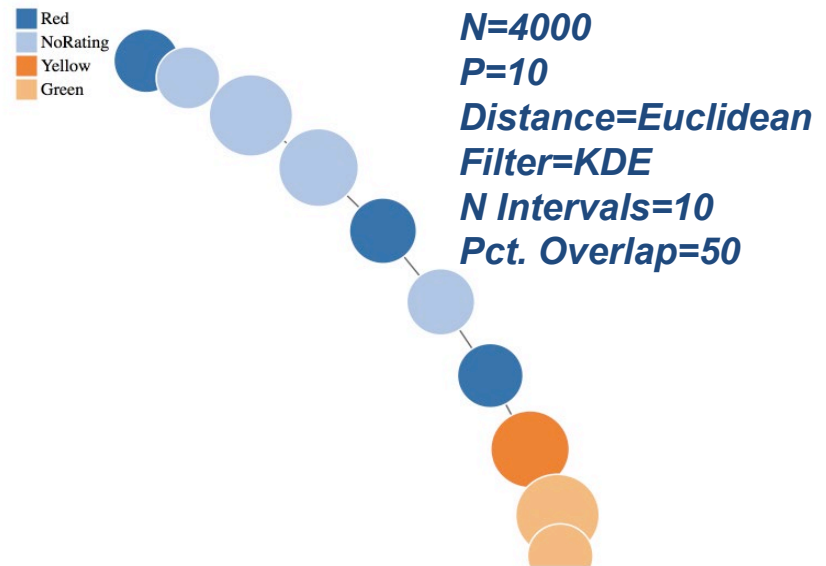 Red
NoRating
Yellow
Green
N=4000
P=10
Distance=Euclidean
Filter=KDE
N Intervals=10
Pct. Overlap=50